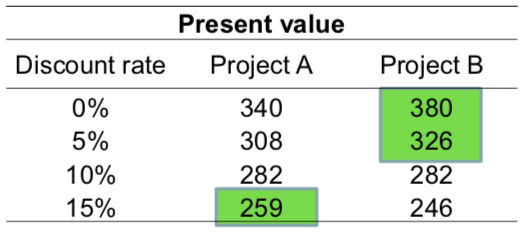 Present value
Discount rate Project A Project B
0% 340 380
5% 308 326
10% 282 282
15% 259 246